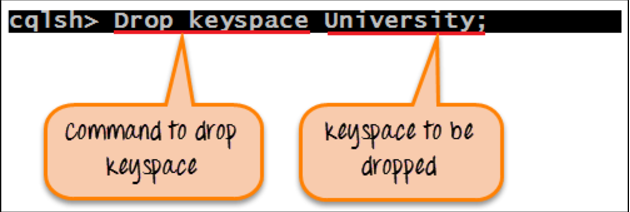 cqlsh> Drop keyspace University;
Command to drop
keyspace
keyspace to be
dropped